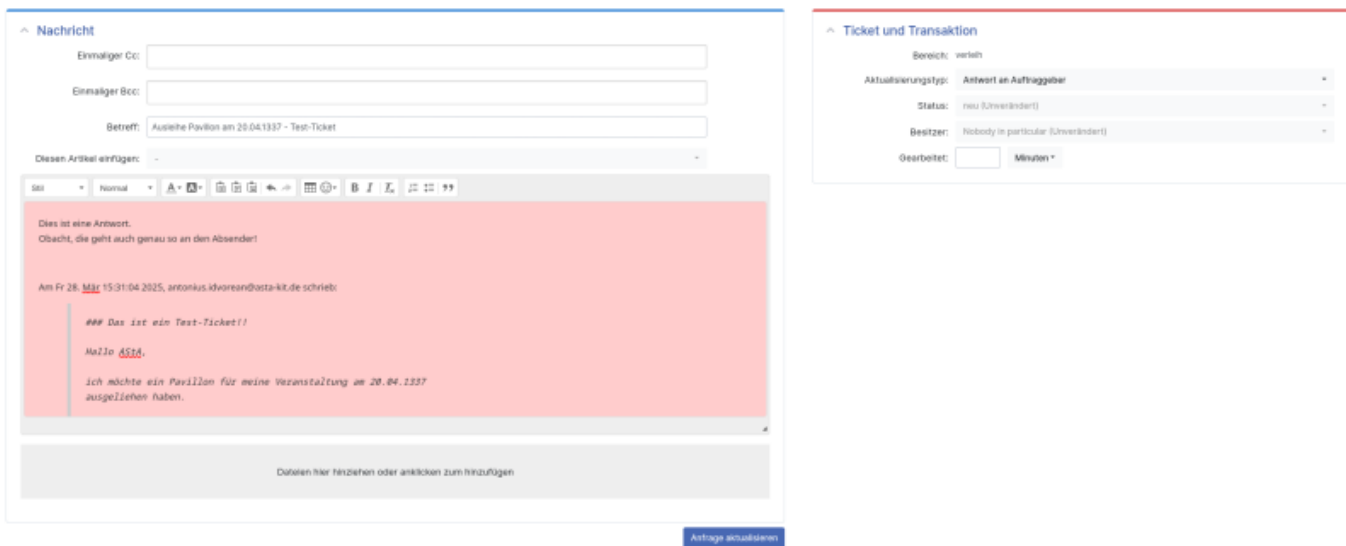 Nachricht
Einmaliger Cc:
Einmaliger Bcc:
Betreff: Ausleihe Pavillon am 20.04.1337 - Test-Ticket
Diesen Artikel einfügen: -
Stil Normal
Dies ist eine Antwort.
Obacht, die geht auch genau so an den Absender!
Am Fr 28. Mär 15:31:04 2025, antonius.idvorean@asta-kit.de schrieb:
### Das ist ein Test-Ticket!!
Hallo AStA,
ich möchte ein Pavillon für meine Veranstaltung am 20.04.1337
ausgeliehen haben.
Dateien hier hinziehen oder anklicken zum hinzufügen
Anfrage aktualisieren
Ticket und Transaktion
Bereich: verleih
Aktualisierungstyp: Antwort an Auftraggeber
Status: neu (Unverändert)
Besitzer: Nobody in particular (Unverändert)
Gearbeitet: Minuten